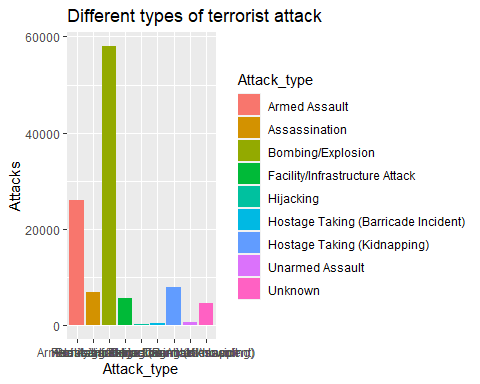 Different types of terrorist attack
60000
40000
20000
0
Attacks
Attack_type
Attack_type
Armed Assault
Assassination
Bombing/Explosion
Facility/Infrastructure Attack
Hijacking
Hostage Taking (Barricade Incident)
Hostage Taking (Kidnapping)
Unarmed Assault
Unknown